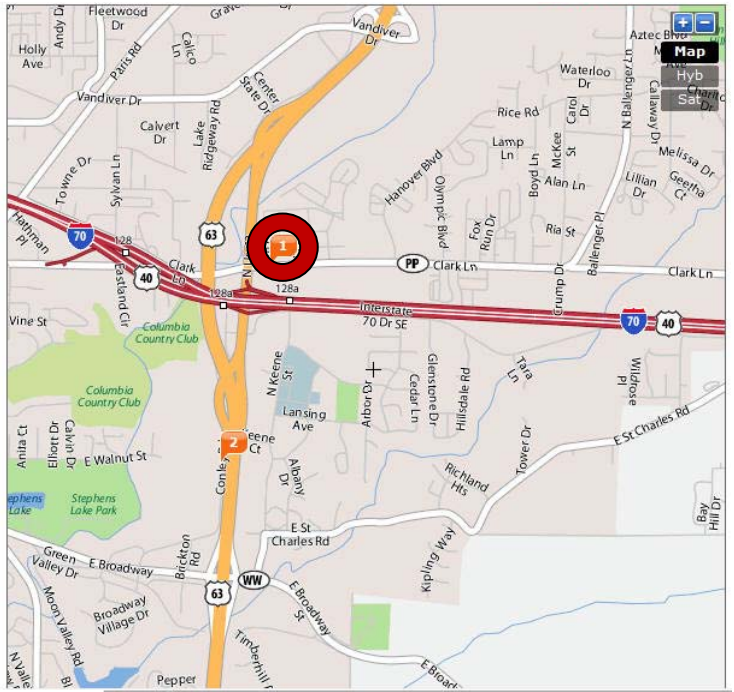 Fleetwood
Dr
Andy Dr
Holly
Ave
Paris Rd
Calico
Ln
Vandiver
Dr
Aztec Blvd
+ −
Map
Hyb
Sat
Center
State Dr
Waterloo
Dr
N Ballenger Ln
Callaway Dr
Vandiver Dr
Calvert
Dr
Lake
Ridgeway Rd
Rice Rd
Carol
Dr
Lamp
Ln
McKee
St
Melissa Dr
Towne Dr
Sylvan Ln
Hanover Blvd
Olympic Blvd
Boyd Ln
Alan Ln
Lillian
Dr
Geetha
Ct
Fox
Run Dr
Ria St
Ballenger Pl
Hathman
Pl
70
128
63
1
PP
Clark Ln
Clark Ln
Clark
Ln
40
Eastland Cir
128a
128a
Crump Dr
Interstate
70 Dr SE
70
40
Vine St
Columbia
Country Club
N Keene
St
Arbor Dr
Cedar Ln
Glenstone Dr
Hillsdale Rd
Tara
Ln
Wildrose
Pl
Columbia
Country Club
Lansing
Ave
Anita Ct
Elliott Dr
Calvin Dr
E Walnut St
2
Keene
Ct
Albany
Dr
Tower Dr
E St Charles Rd
Richland
Hts
Stephens
Lake
Stephens
Lake Park
Bay
Hill Dr
E St
Charles Rd
Kipling Way
Green
Valley Dr
E Broadway
Brickton
Rd
WW
63
E Broadway
St
Moon Valley Rd
Broadway
Village Dr
Timberhill
Pepper